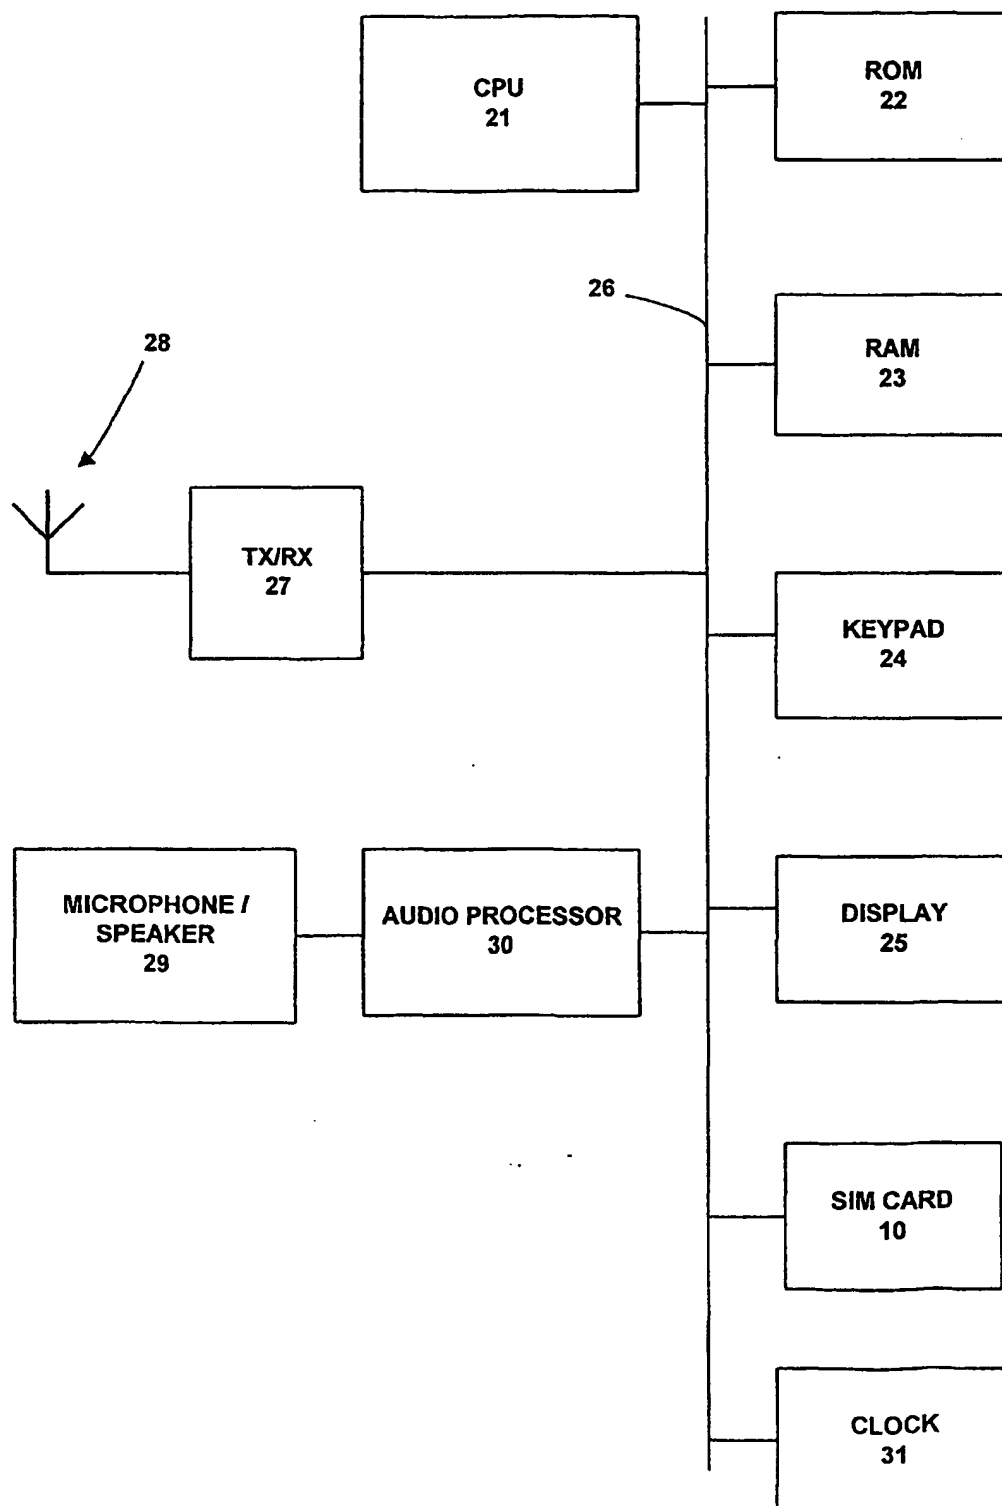 CPU
21
ROM
22
26
RAM
23
28
TX/RX
27
KEYPAD
24
MICROPHONE /
SPEAKER
29
AUDIO PROCESSOR
30
DISPLAY
25
SIM CARD
10
CLOCK
31